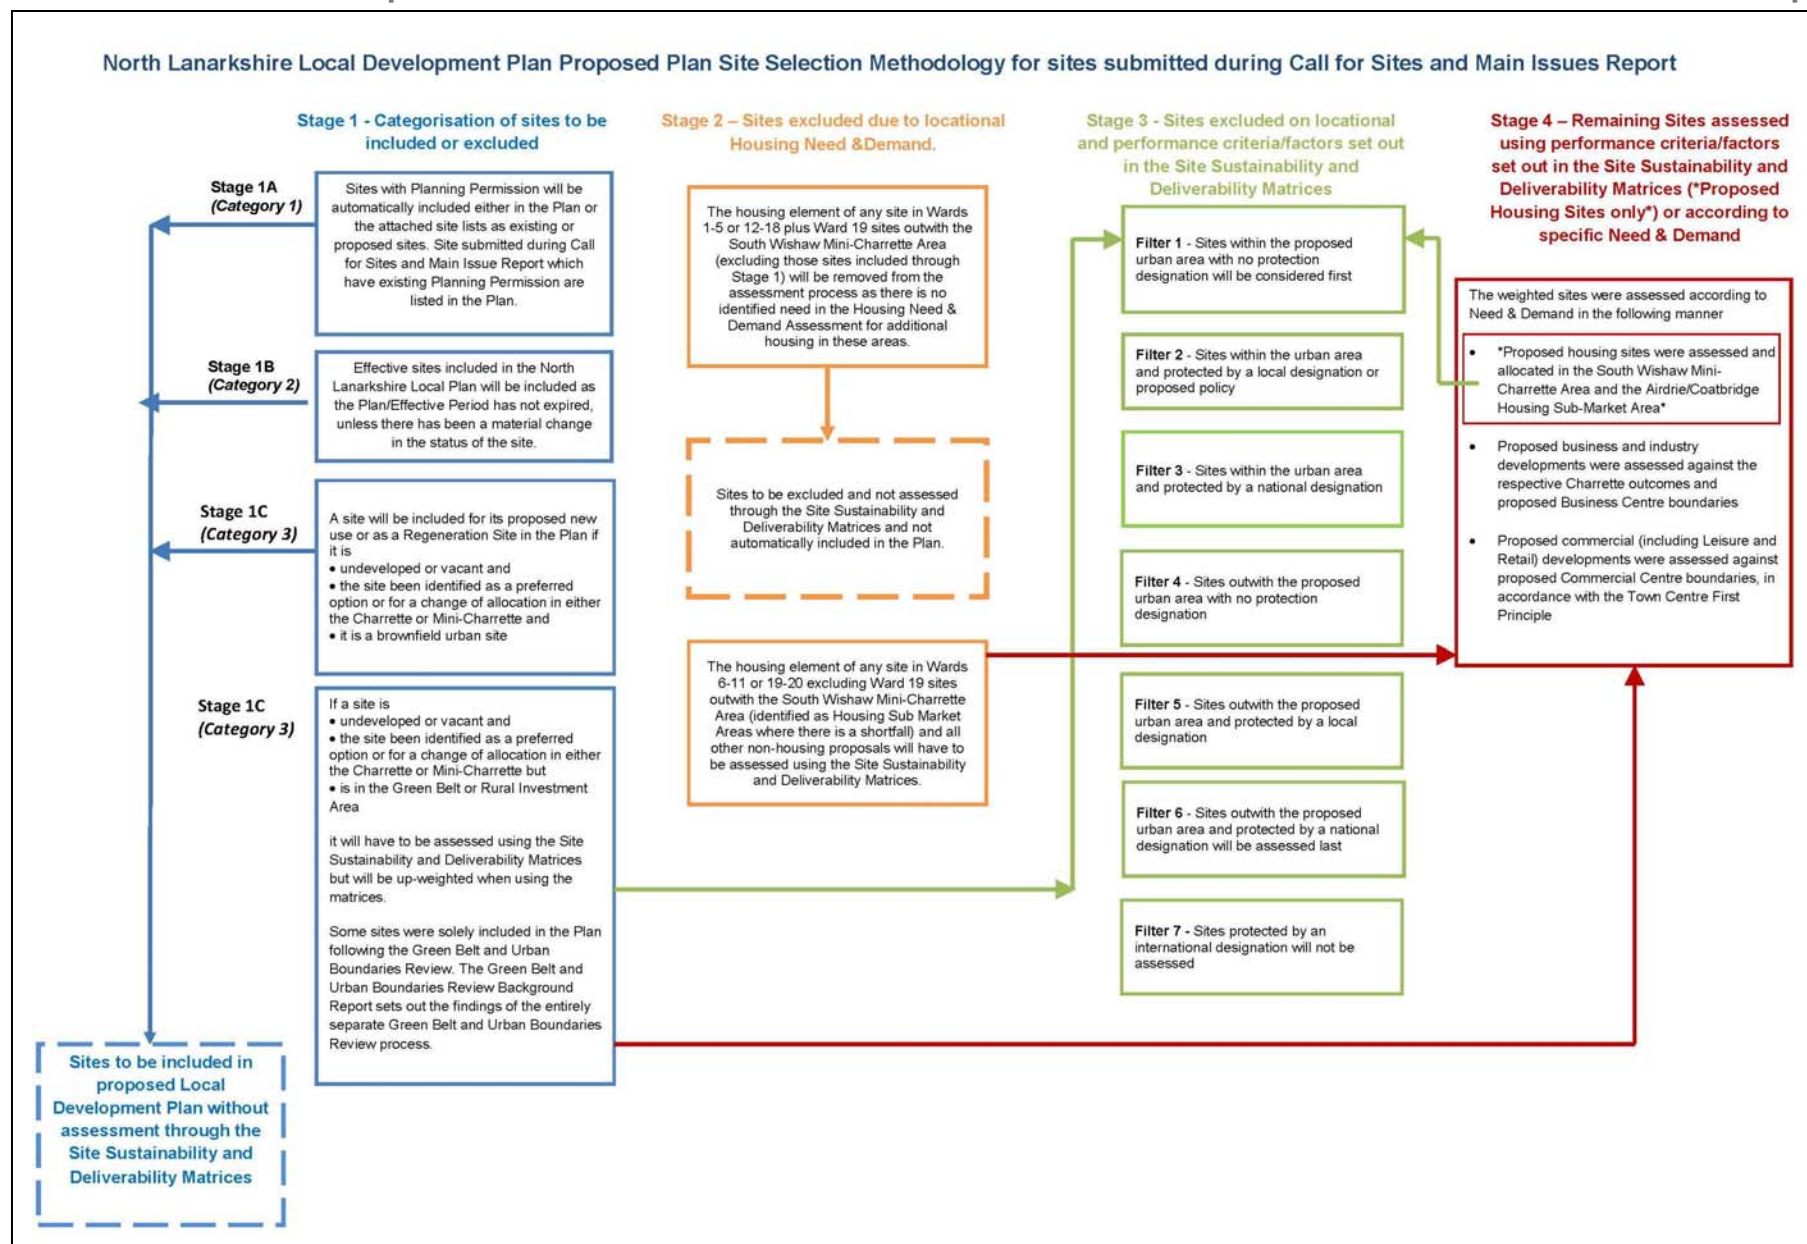 North Lanarkshire Local Development Plan Proposed Plan Site Selection Methodology for sites submitted during Call for Sites and Main Issues Report
Stage 1 - Categorisation of sites to be
included or excluded
Stage 1A
(Category 1)
Sites with Planning Permission will be
automatically included either in the Plan or
the attached site lists as existing or
proposed sites. Site submitted during Call
for Sites and Main Issue Report which
have existing Planning Permission are
listed in the Plan.
Stage 1B
(Category 2)
Effective sites included in the North
Lanarkshire Local Plan will be included as
the Plan/Effective Period has not expired,
unless there has been a material change
in the status of the site.
Stage 1C
(Category 3)
A site will be included for its proposed new
use or as a Regeneration Site in the Plan if
it is
• undeveloped or vacant and
• the site been identified as a preferred
option or for a change of allocation in either
the Charrette or Mini-Charrette and
• it is a brownfield urban site
Stage 1C
(Category 3)
If a site is
• undeveloped or vacant and
• the site been identified as a preferred
option or for a change of allocation in either
the Charrette or Mini-Charrette but
• is in the Green Belt or Rural Investment
Area
it will have to be assessed using the Site
Sustainability and Deliverability Matrices
but will be up-weighted when using the
matrices.
Some sites were solely included in the Plan
following the Green Belt and Urban
Boundaries Review. The Green Belt and
Urban Boundaries Review Background
Report sets out the findings of the entirely
separate Green Belt and Urban Boundaries
Review process.
Sites to be included in
proposed Local
Development Plan without
assessment through the
Site Sustainability and
Deliverability Matrices
Stage 2 – Sites excluded due to locational
Housing Need &Demand.
The housing element of any site in Wards
1-5 or 12-18 plus Ward 19 sites outwith the
South Wishaw Mini-Charrette Area
(excluding those sites included through
Stage 1) will be removed from the
assessment process as there is no
identified need in the Housing Need &
Demand Assessment for additional
housing in these areas.
Sites to be excluded and not assessed
through the Site Sustainability and
Deliverability Matrices and not
automatically included in the Plan.
The housing element of any site in Wards
6-11 or 19-20 excluding Ward 19 sites
outwith the South Wishaw Mini-Charrette
Area (identified as Housing Sub Market
Areas where there is a shortfall) and all
other non-housing proposals will have to
be assessed using the Site Sustainability
and Deliverability Matrices.
Stage 3 - Sites excluded on locational
and performance criteria/factors set out
in the Site Sustainability and
Deliverability Matrices
Filter 1 - Sites within the proposed
urban area with no protection
designation will be considered first
Filter 2 - Sites within the urban area
and protected by a local designation or
proposed policy
Filter 3 - Sites within the urban area
and protected by a national designation
Filter 4 - Sites outwith the proposed
urban area with no protection
designation
Filter 5 - Sites outwith the proposed
urban area and protected by a local
designation
Filter 6 - Sites outwith the proposed
urban area and protected by a national
designation will be assessed last
Filter 7 - Sites protected by an
international designation will not be
assessed
Stage 4 – Remaining Sites assessed
using performance criteria/factors
set out in the Site Sustainability and
Deliverability Matrices (*Proposed
Housing Sites only*) or according to
specific Need & Demand
The weighted sites were assessed according to
Need & Demand in the following manner
• *Proposed housing sites were assessed and
allocated in the South Wishaw Mini-
Charrette Area and the Airdrie/Coatbridge
Housing Sub-Market Area*
• Proposed business and industry
developments were assessed against the
respective Charrette outcomes and
proposed Business Centre boundaries
• Proposed commercial (including Leisure and
Retail) developments were assessed against
proposed Commercial Centre boundaries, in
accordance with the Town Centre First
Principle